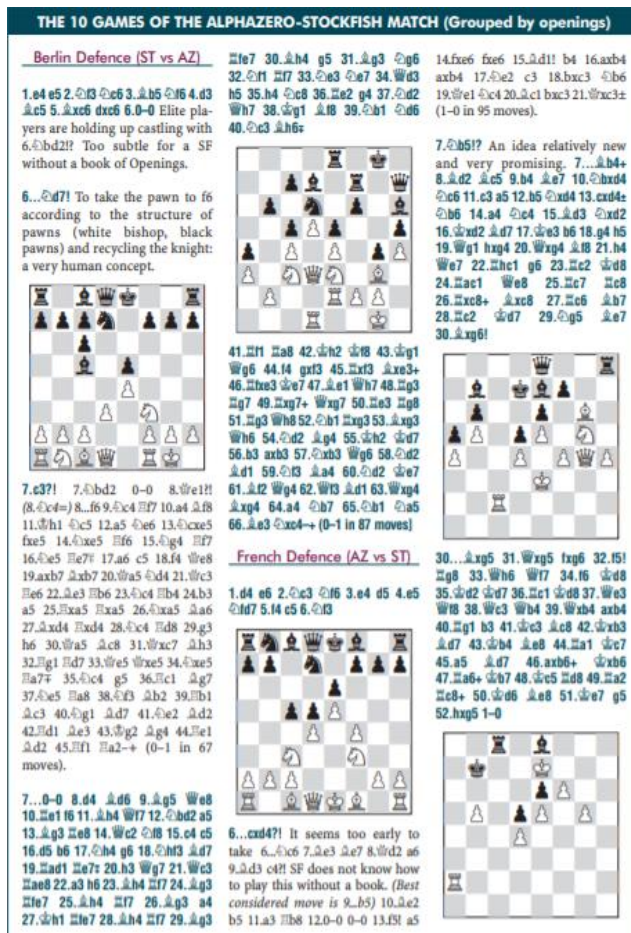 THE 10 GAMES OF THE ALPHAZERO-STOCKFISH MATCH (Grouped by openings)
Berlin Defence (ST vs AZ)
1.e4 e5 2.♘f3 ♘c6 3.♗b5 ♘f6 4.d3
♗c5 5.♗xc6 dxc6 6.0-0 Elite pla-
yers are holding up castling with
6.♘bd2!? Too subtle for a SF
without a book of Openings.
6...♘d7! To take the pawn to f6
according to the structure of
pawns (white bishop, black
pawns) and recycling the knight:
a very human concept.
7.c3?! 7.♘bd2 0-0 8.♕e1?!
(8.♘c4=) 8...f6 9.♘c4 ♖f7 10.a4 ♗f8
11.♔h1 ♘c5 12.a5 ♘e6 13.♘cxe5
fxe5 14.♘xe5 ♖f6 15.♘g4 ♖f7
16.♘e5 ♖e7∓ 17.a6 c5 18.f4 ♕e8
19.axb7 ♗xb7 20.♕a5 ♘d4 21.♕c3
♖e6 22.♗e3 ♖b6 23.♘c4 ♖b4 24.b3
a5 25.♖xa5 ♖xa5 26.♘xa5 ♗a6
27.♗xd4 ♖xd4 28.♘c4 ♖d8 29.g3
h6 30.♕a5 ♗c8 31.♕xc7 ♗h3
32.♖g1 ♖d7 33.♕e5 ♕xe5 34.♘xe5
♖a7∓ 35.♘c4 g5 36.♖c1 ♗g7
37.♘e5 ♖a8 38.♘f3 ♗b2 39.♖b1
♗c3 40.♘g1 ♗d7 41.♘e2 ♗d2
42.♖d1 ♗e3 43.♔g2 ♗g4 44.♖e1
♗d2 45.♖f1 ♖a2-+ (0-1 in 67
moves).
7...0-0 8.d4 ♗d6 9.♗g5 ♕e8
10.♖e1 f6 11.♗h4 ♕f7 12.♘bd2 a5
13.♗g3 ♖e8 14.♕c2 ♘f8 15.c4 c5
16.d5 b6 17.♘h4 g6 18.♘hf3 ♗d7
19.♖ad1 ♖e7 20.h3 ♕g7 21.♕c3
♖ae8 22.a3 h6 23.♗h4 ♖f7 24.♗g3
♖fe7 25.♗h4 ♖f7 26.♗g3 a4
27.♔h1 ♖fe7 28.♗h4 ♖f7 29.♗g3
♖fe7 30.♗h4 g5 31.♗g3 ♘g6
32.♘f1 ♖f7 33.♘e3 ♘e7 34.♕d3
h5 35.h4 ♘c8 36.♖e2 g4 37.♘d2
♕h7 38.♔g1 ♗f8 39.♘b1 ♘d6
40.♘c3 ♗h6∓
41.♖f1 ♖a8 42.♔h2 ♔f8 43.♔g1
♕g6 44.f4 gxf3 45.♖xf3 ♗xe3+
46.♖fxe3 ♔e7 47.♗e1 ♕h7 48.♖g3
♖g7 49.♖xg7+ ♕xg7 50.♖e3 ♖g8
51.♖g3 ♕h8 52.♘b1 ♖xg3 53.♗xg3
♕h6 54.♘d2 ♗g4 55.♔h2 ♔d7
56.b3 axb3 57.♘xb3 ♕g6 58.♘d2
♗d1 59.♘f3 ♗a4 60.♘d2 ♔e7
61.♗f2 ♕g4 62.♕f3 ♗d1 63.♕xg4
♗xg4 64.a4 ♘b7 65.♘b1 ♘a5
66.♗e3 ♘xc4-+ (0-1 in 87 moves)
French Defence (AZ vs ST)
1.d4 e6 2.♘c3 ♘f6 3.e4 d5 4.e5
♘fd7 5.f4 c5 6.♘f3
6...cxd4?! It seems too early to
take 6...♘c6 7.♗e3 ♗e7 8.♕d2 a6
9.♗d3 c4?! SF does not know how
to play this without a book. (Best
considered move is 9...b5) 10.♗e2
b5 11.a3 ♖b8 12.0-0 0-0 13.f5! a5
14.fxe6 fxe6 15.♗d1! b4 16.axb4
axb4 17.♘e2 c3 18.bxc3 ♘b6
19.♕e1 ♘c4 20.♗c1 bxc3 21.♕xc3±
(1-0 in 95 moves).
7.♘b5!? An idea relatively new
and very promising. 7...♗b4+
8.♗d2 ♗c5 9.b4 ♗e7 10.♘bxd4
♘c6 11.c3 a5 12.b5 ♘xd4 13.cxd4±
♘b6 14.a4 ♘c4 15.♗d3 ♘xd2
16.♔xd2 ♗d7 17.♔e3 b6 18.g4 h5
19.♕g1 hxg4 20.♕xg4 ♗f8 21.h4
♕e7 22.♖hc1 g6 23.♖c2 ♔d8
24.♖ac1 ♕e8 25.♖c7 ♖c8
26.♖xc8+ ♗xc8 27.♖c6 ♗b7
28.♖c2 ♔d7 29.♘g5 ♗e7
30.♗xg6!
30...♗xg5 31.♕xg5 fxg6 32.f5!
♖g8 33.♕h6 ♕f7 34.f6 ♔d8
35.♔d2 ♔d7 36.♖c1 ♔d8 37.♕e3
♕f8 38.♕c3 ♕b4 39.♕xb4 axb4
40.♖g1 b3 41.♔c3 ♗c8 42.♔xb3
♗d7 43.♔b4 ♗e8 44.♖a1 ♔c7
45.a5 ♗d7 46.axb6+ ♔xb6
47.♖a6+ ♔b7 48.♔c5 ♖d8 49.♖a2
♖c8+ 50.♔d6 ♗e8 51.♔e7 g5
52.hxg5 1-0